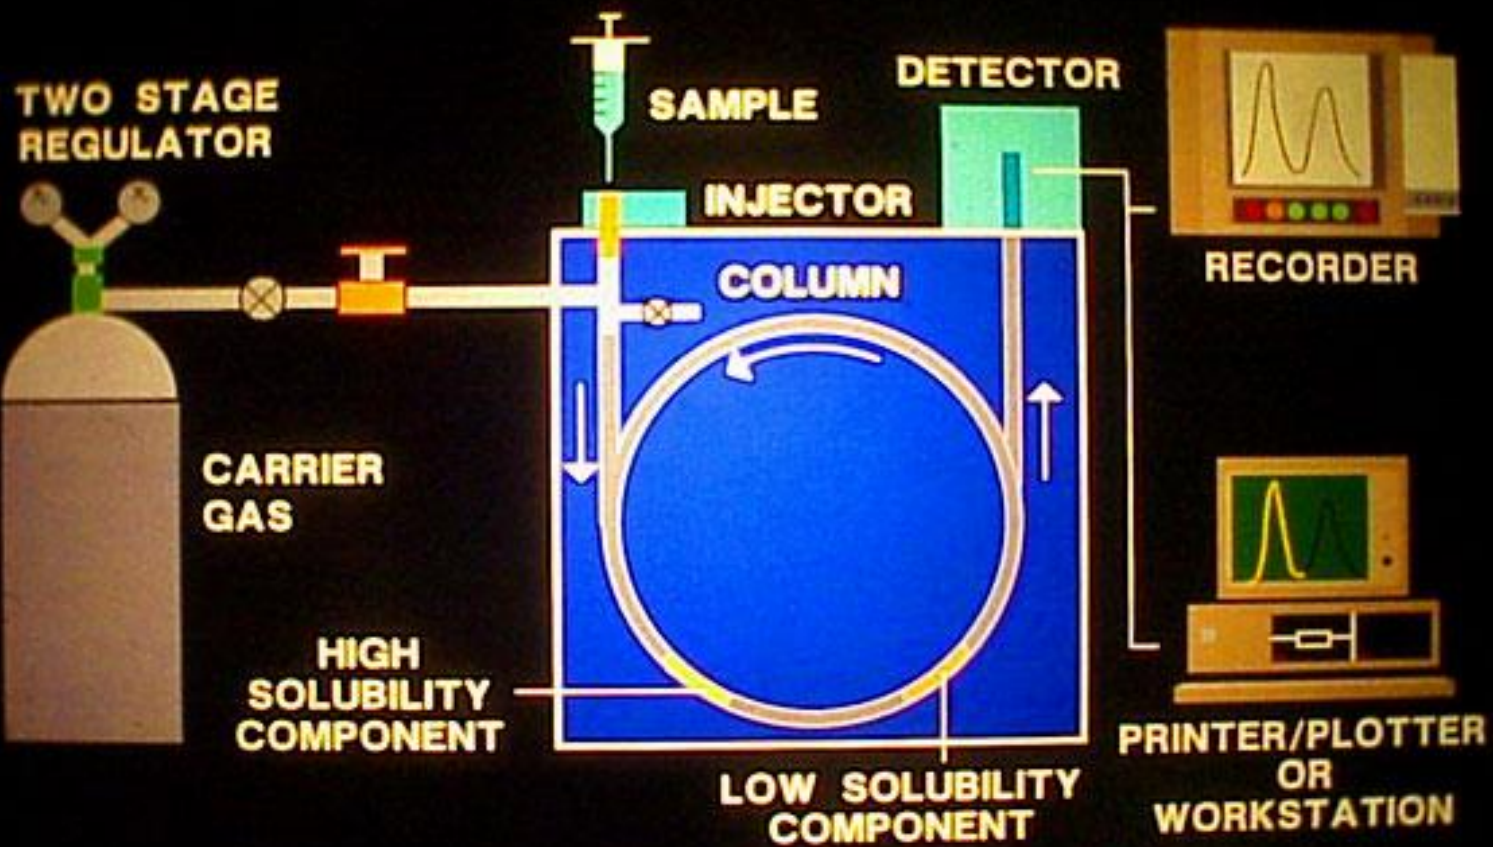 TWO STAGE
REGULATOR
SAMPLE
DETECTOR
INJECTOR
RECORDER
COLUMN
CARRIER
GAS
HIGH
SOLUBILITY
COMPONENT
LOW SOLUBILITY
COMPONENT
PRINTER/PLOTTER
OR
WORKSTATION